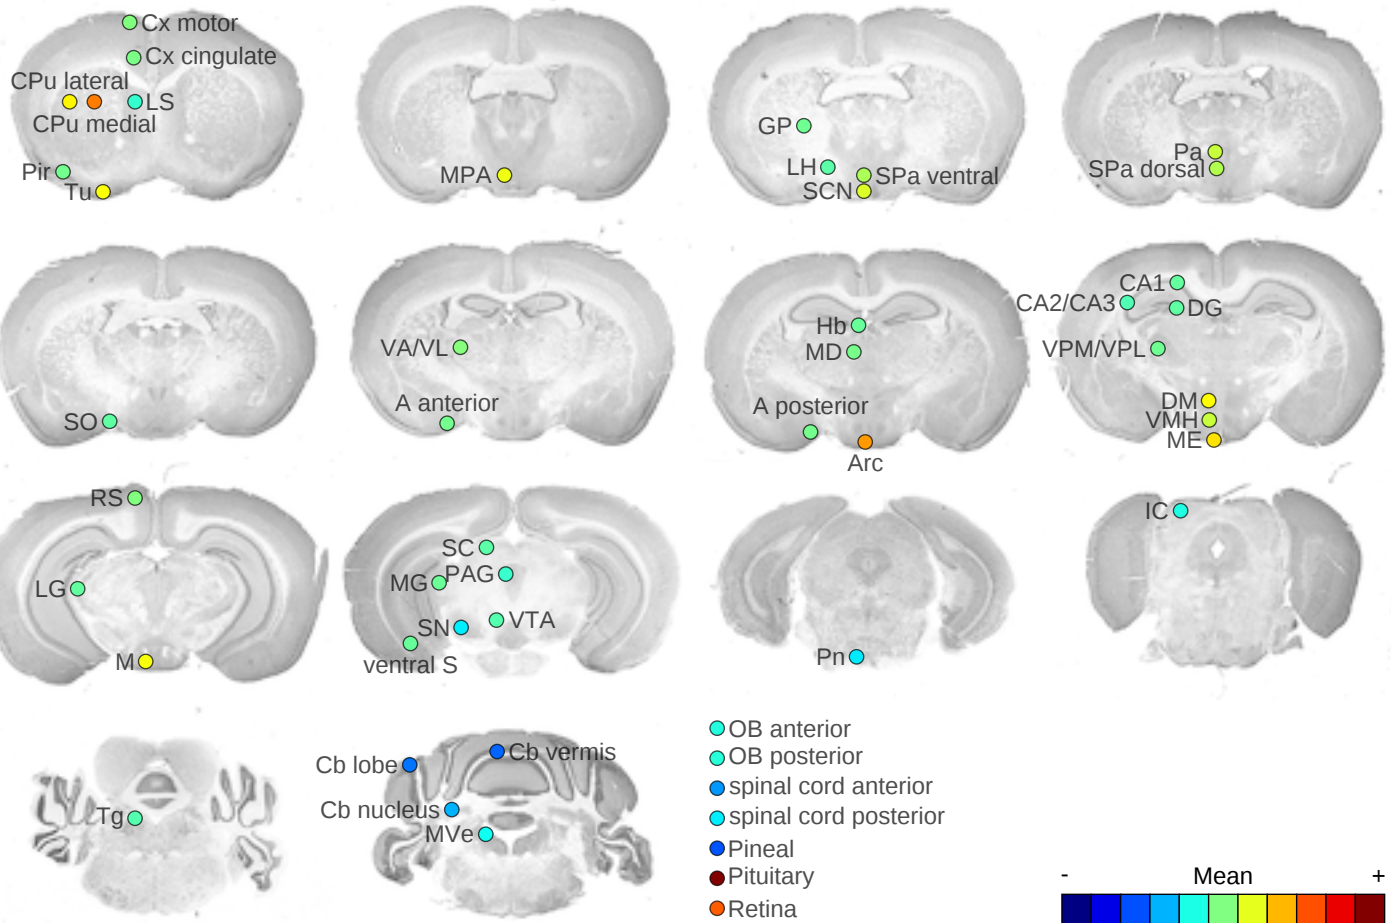 Cx motor
Cx cingulate
CPu lateral
LS
CPu medial
Pir
Tu
MPA
GP
LH
SPa ventral
SCN
Pa
SPa dorsal
SO
VA/VL
A anterior
Hb
MD
A posterior
Arc
CA1
CA2/CA3
DG
VPM/VPL
DM
VMH
ME
RS
LG
M
SC
MG
PAG
SN
VTA
ventral S
Pn
IC
Tg
Cb lobe
Cb vermis
Cb nucleus
MVe
OB anterior
OB posterior
spinal cord anterior
spinal cord posterior
Pineal
Pituitary
Retina
- Mean +